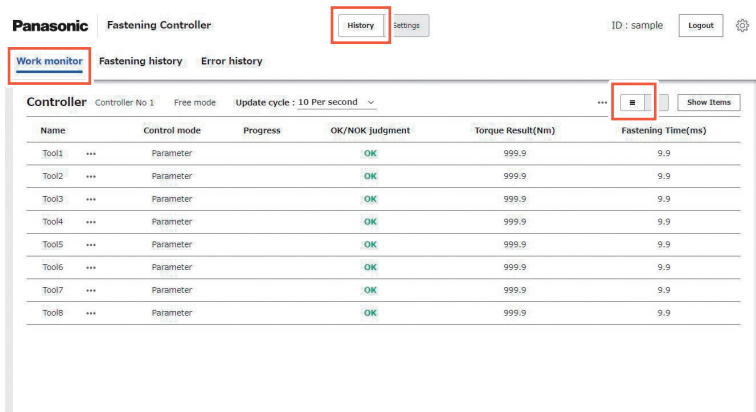 Panasonic Fastening Controller History Settings ID : sample Logout
Work monitor Fastening history Error history
Controller Controller No 1 Free mode Update cycle : 10 Per second ••• Show Items
Name Control mode Progress OK/NOK judgment Torque Result(Nm) Fastening Time(ms)
Tool1 ••• Parameter OK 999.9 9.9
Tool2 ••• Parameter OK 999.9 9.9
Tool3 ••• Parameter OK 999.9 9.9
Tool4 ••• Parameter OK 999.9 9.9
Tool5 ••• Parameter OK 999.9 9.9
Tool6 ••• Parameter OK 999.9 9.9
Tool7 ••• Parameter OK 999.9 9.9
Tool8 ••• Parameter OK 999.9 9.9